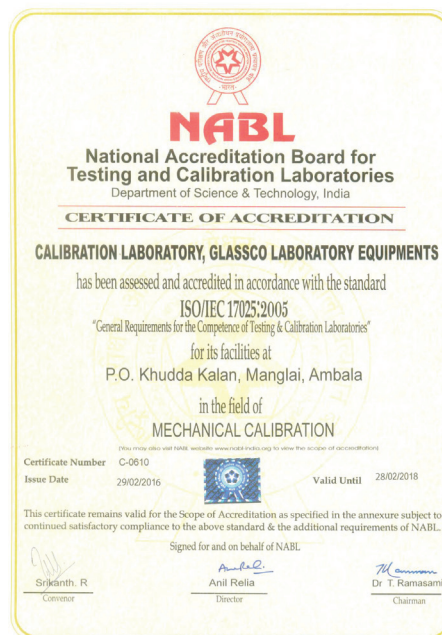 NABL
National Accreditation Board for
Testing and Calibration Laboratories
Department of Science & Technology, India
CERTIFICATE OF ACCREDITATION
CALIBRATION LABORATORY, GLASSCO LABORATORY EQUIPMENTS
has been assessed and accredited in accordance with the standard
ISO/IEC 17025:2005
"General Requirements for the Competence of Testing & Calibration Laboratories"
for its facilities at
P.O. Khudda Kalan, Manglai, Ambala
in the field of
MECHANICAL CALIBRATION
(You may also visit NABL website www.nabl-india.org to view the scope of accreditation)
Certificate Number C-0610
Issue Date 29/02/2016 Valid Until 28/02/2018
This certificate remains valid for the Scope of Accreditation as specified in the annexure subject to
continued satisfactory compliance to the above standard & the additional requirements of NABL.
Signed for and on behalf of NABL
Srikanth. R Anil Relia Dr T. Ramasami
Convenor Director Chairman